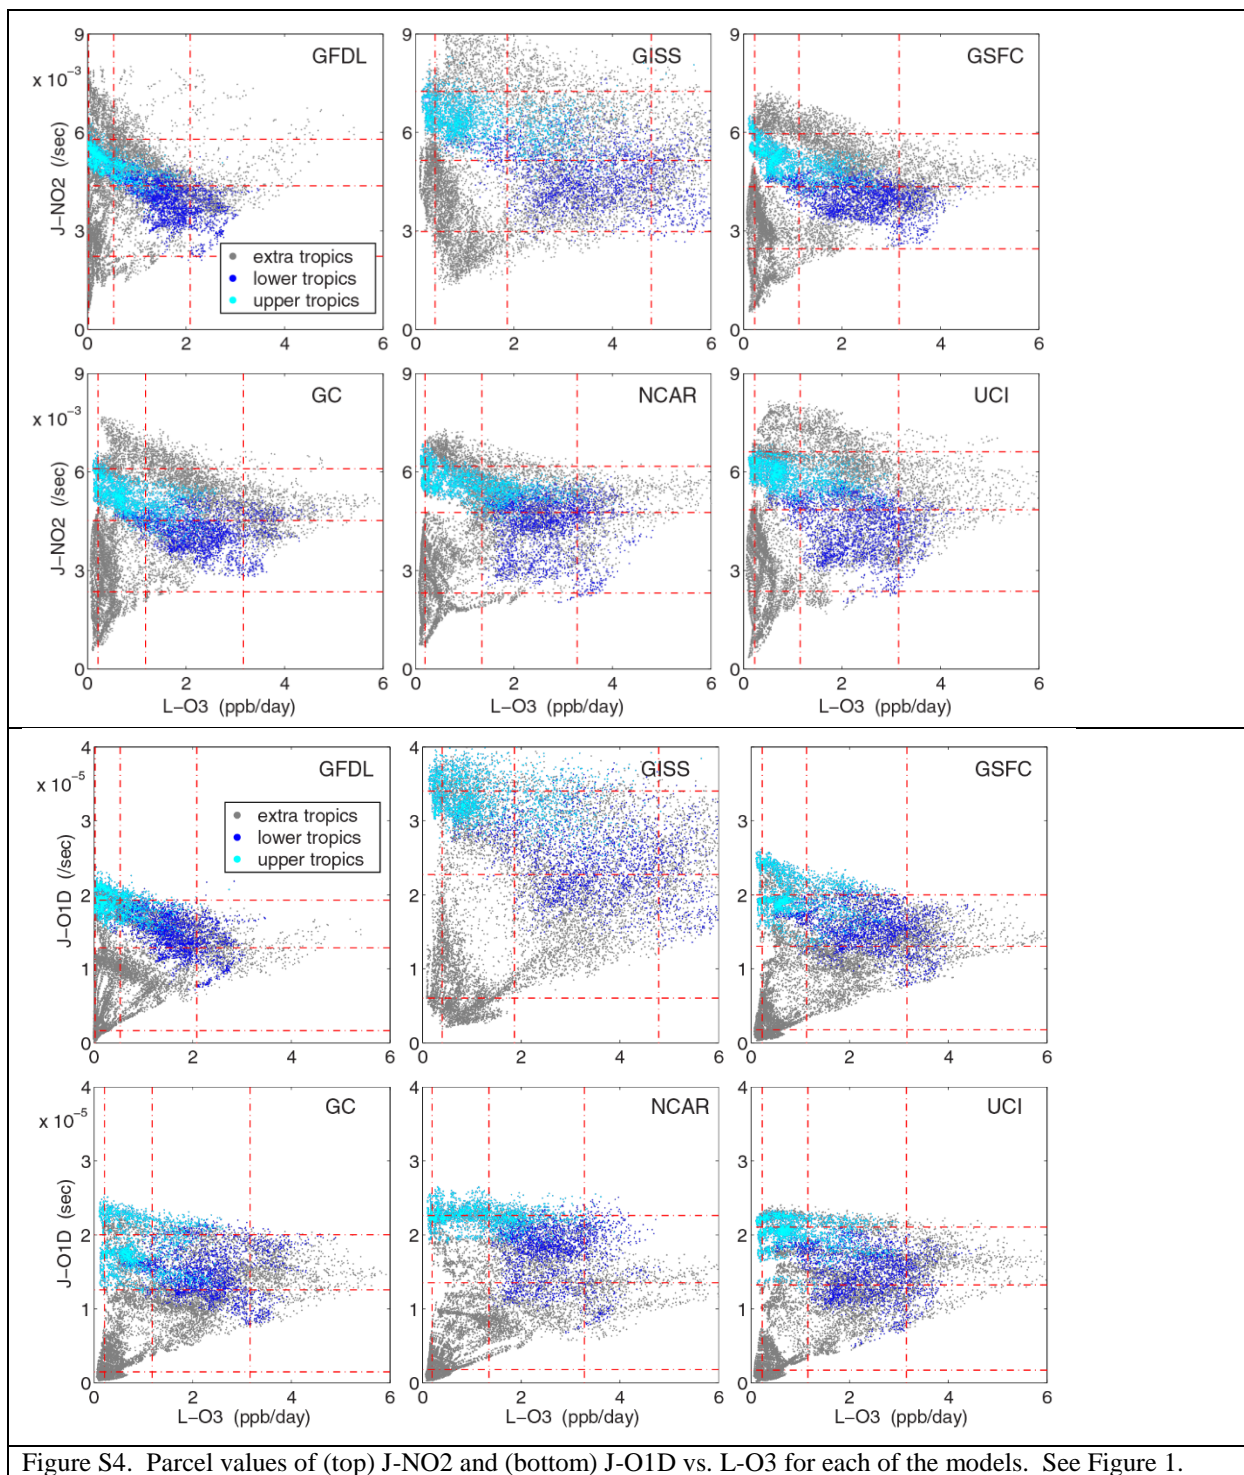 9
GFDL
x 10⁻³
6
J-NO2 (/sec)
3
extra tropics
lower tropics
upper tropics
0
0 2 4 6
9
GISS
6
3
0
0 2 4 6
9
GSFC
6
3
0
0 2 4 6
9
GC
x 10⁻³
6
J-NO2 (/sec)
3
0
0 2 4 6
L-O3 (ppb/day)
9
NCAR
6
3
0
0 2 4 6
L-O3 (ppb/day)
9
UCI
6
3
0
0 2 4 6
L-O3 (ppb/day)
4
GFDL
x 10⁻⁵
3
extra tropics
lower tropics
upper tropics
J-O1D (/sec)
2
1
0
0 2 4 6
4
GISS
3
2
1
0
0 2 4 6
4
GSFC
3
2
1
0
0 2 4 6
4
GC
x 10⁻⁵
3
J-O1D (sec)
2
1
0
0 2 4 6
L-O3 (ppb/day)
4
NCAR
3
2
1
0
0 2 4 6
L-O3 (ppb/day)
4
UCI
3
2
1
0
0 2 4 6
L-O3 (ppb/day)
Figure S4. Parcel values of (top) J-NO2 and (bottom) J-O1D vs. L-O3 for each of the models. See Figure 1.